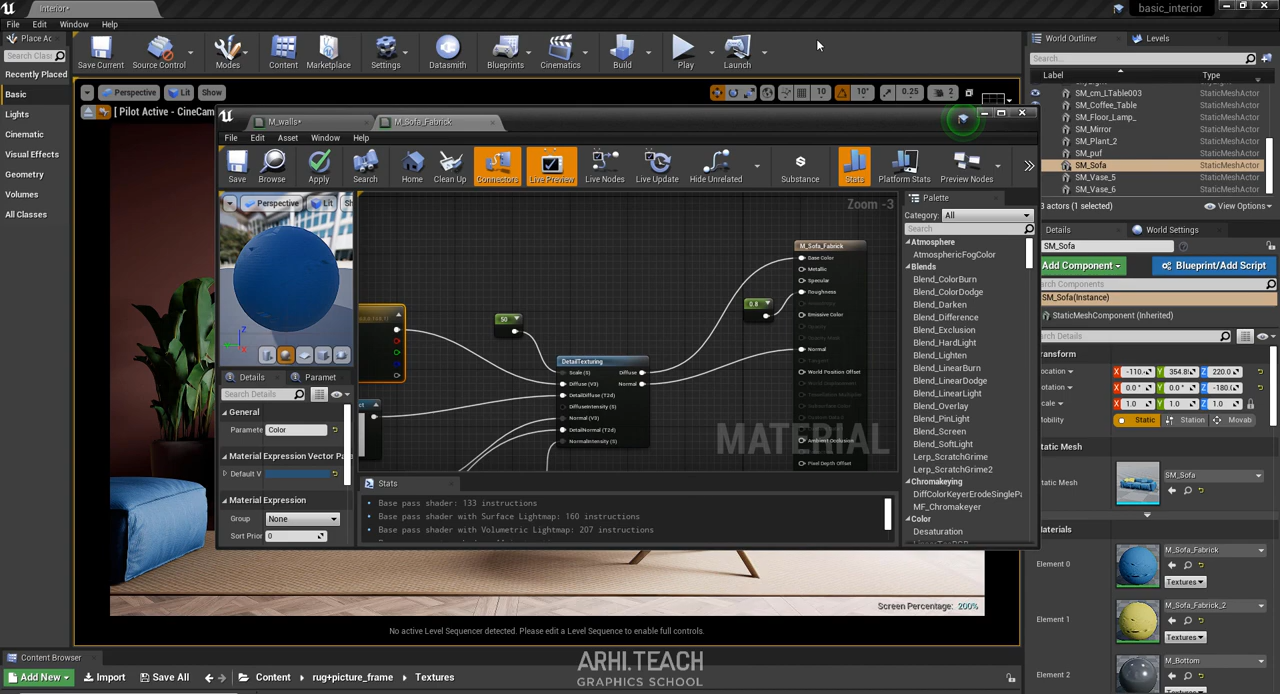 Interior*
basic_interior
File Edit Window Help
Place Ac
Search Class
Recently Placed
Basic
Lights
Cinematic
Visual Effects
Geometry
Volumes
All Classes
Save Current Source Control Modes Content Marketplace Settings Datasmith Blueprints Cinematics Build Play Launch
Perspective Lit Show
10 10° 0.25 2
[ Pilot Active - CineCam
M_walls* M_Sofa_Fabrick
File Edit Asset Window Help
Save Browse Apply Search Home Clean Up Connectors Live Preview Live Nodes Live Update Hide Unrelated Substance Stats Platform Stats Preview Nodes
Perspective Lit Sh
Zoom -3
50
DetailTexturing
Scale (S) Diffuse
Diffuse (V3) Normal
DetailDiffuse (T2d)
DiffuseIntensity (S)
Normal (V3)
DetailNormal (T2d)
NormalIntensity (S)
0.8
M_Sofa_Fabrick
Base Color
Metallic
Specular
Roughness
Emissive Color
Normal
World Position Offset
Ambient Occlusion
Pixel Depth Offset
MATERIAL
Details Paramet
Search Details
General
Paramete Color
Material Expression Vector Pa
Default V
Material Expression
Group None
Sort Prior 0
Stats
Base pass shader: 133 instructions
Base pass shader with Surface Lightmap: 160 instructions
Base pass shader with Volumetric Lightmap: 207 instructions
Palette
Category: All
Search
Atmosphere
AtmosphericFogColor
Blends
Blend_ColorBurn
Blend_ColorDodge
Blend_Darken
Blend_Difference
Blend_Exclusion
Blend_HardLight
Blend_Lighten
Blend_LinearBurn
Blend_LinearDodge
Blend_LinearLight
Blend_Overlay
Blend_PinLight
Blend_Screen
Blend_SoftLight
Lerp_ScratchGrime
Lerp_ScratchGrime2
Chromakeying
DiffColorKeyerErodeSinglePa
MF_Chromakeyer
Color
Desaturation
World Outliner Levels
Search...
Label Type
SM_cm_LTable003 StaticMeshActor
SM_Coffee_Table StaticMeshActor
SM_Floor_Lamp_ StaticMeshActor
SM_Mirror StaticMeshActor
SM_Plant_2 StaticMeshActor
SM_puf StaticMeshActor
SM_Sofa StaticMeshActor
SM_Vase_5 StaticMeshActor
SM_Vase_6 StaticMeshActor
3 actors (1 selected) View Options
Details World Settings
SM_Sofa
Add Component Blueprint/Add Script
earch Components
SM_Sofa(Instance)
StaticMeshComponent (Inherited)
earch Details
ransform
ocation X -110. Y 354.8 Z 220.0
otation X 0.0 ° Y 0.0 ° Z -180.0
cale X 1.0 Y 1.0 Z 1.0
obility Static Station Movab
tatic Mesh
tatic Mesh SM_Sofa
aterials
Element 0 M_Sofa_Fabrick
Textures
Element 1 M_Sofa_Fabrick_2
Textures
Element 2 M_Bottom
Screen Percentage: 200%
No active Level Sequencer detected. Please edit a Level Sequence to enable full controls.
Content Browser
Add New Import Save All Content rug+picture_frame Textures
ARHI.TEACH
GRAPHICS SCHOOL